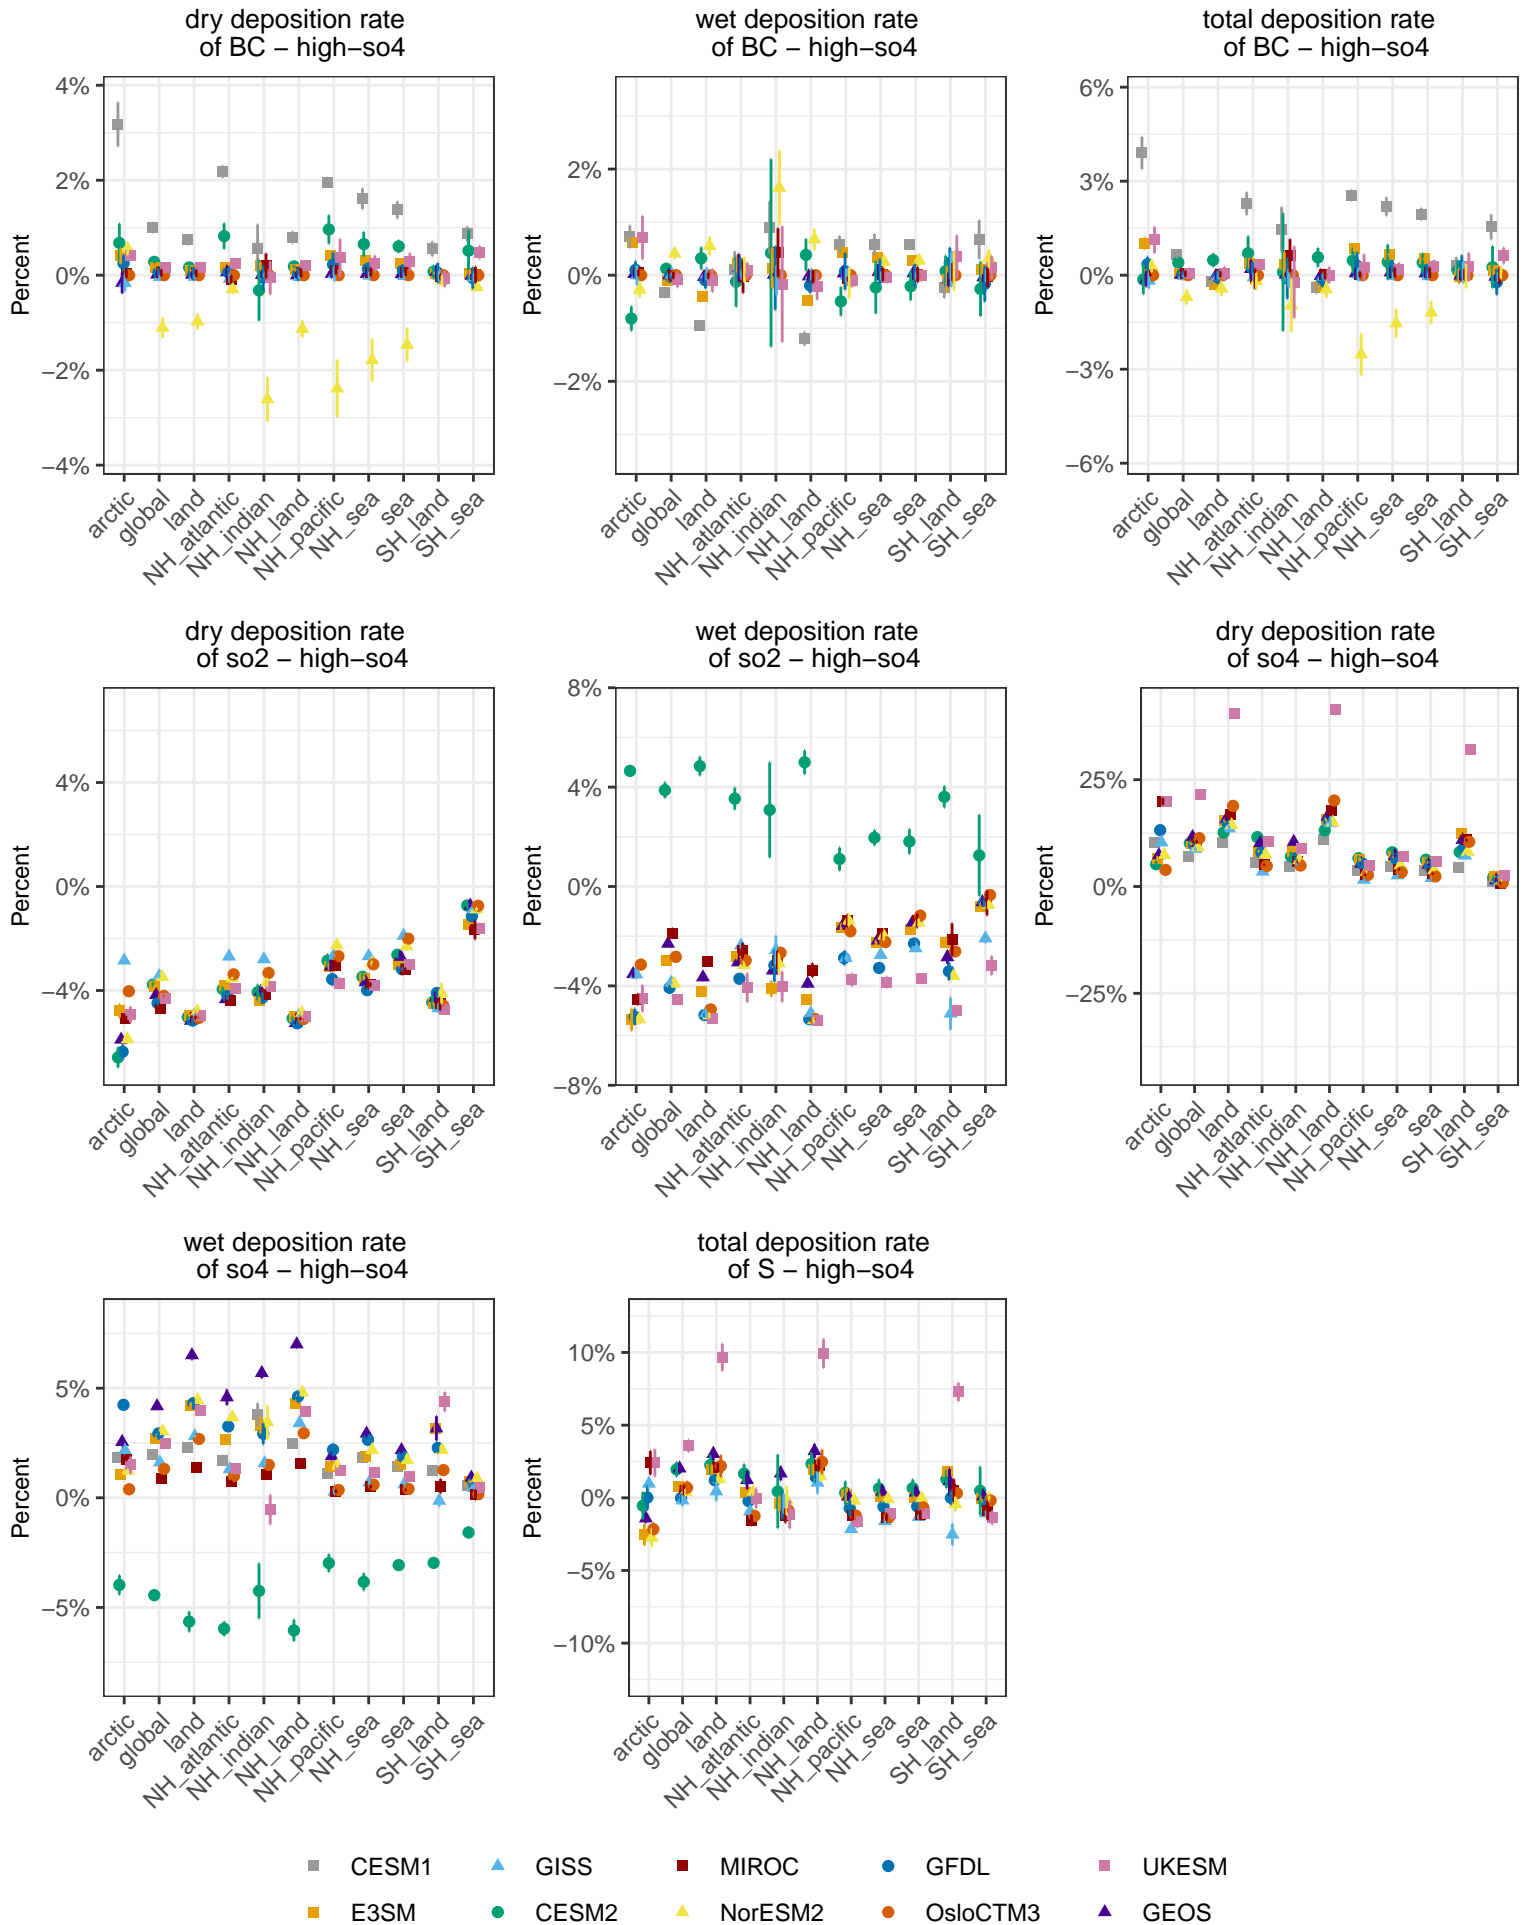 dry deposition rate
of BC − high−so4
wet deposition rate
of BC − high−so4
total deposition rate
of BC − high−so4
Percent
4%
2%
0%
−2%
−4%
arctic
global
land
NH_atlantic
NH_indian
NH_land
NH_pacific
NH_sea
sea
SH_land
SH_sea
Percent
2%
0%
−2%
arctic
global
land
NH_atlantic
NH_indian
NH_land
NH_pacific
NH_sea
sea
SH_land
SH_sea
Percent
6%
3%
0%
−3%
−6%
arctic
global
land
NH_atlantic
NH_indian
NH_land
NH_pacific
NH_sea
sea
SH_land
SH_sea
dry deposition rate
of so2 − high−so4
wet deposition rate
of so2 − high−so4
dry deposition rate
of so4 − high−so4
Percent
4%
0%
−4%
arctic
global
land
NH_atlantic
NH_indian
NH_land
NH_pacific
NH_sea
sea
SH_land
SH_sea
Percent
8%
4%
0%
−4%
−8%
arctic
global
land
NH_atlantic
NH_indian
NH_land
NH_pacific
NH_sea
sea
SH_land
SH_sea
Percent
25%
0%
−25%
arctic
global
land
NH_atlantic
NH_indian
NH_land
NH_pacific
NH_sea
sea
SH_land
SH_sea
wet deposition rate
of so4 − high−so4
total deposition rate
of S − high−so4
Percent
5%
0%
−5%
arctic
global
land
NH_atlantic
NH_indian
NH_land
NH_pacific
NH_sea
sea
SH_land
SH_sea
Percent
10%
5%
0%
−5%
−10%
arctic
global
land
NH_atlantic
NH_indian
NH_land
NH_pacific
NH_sea
sea
SH_land
SH_sea
CESM1 GISS MIROC GFDL UKESM
E3SM CESM2 NorESM2 OsloCTM3 GEOS